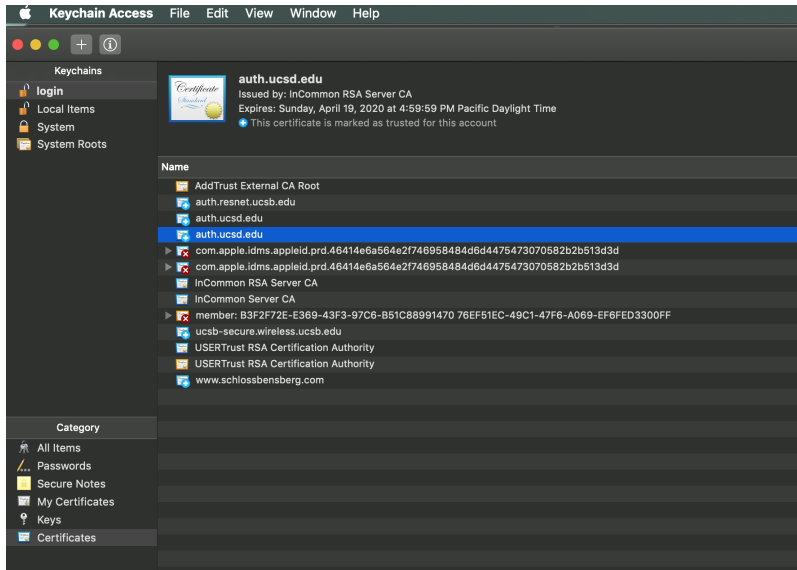 Keychain Access File Edit View Window Help
Keychains
login
Local Items
System
System Roots
Certificate
Standard
auth.ucsd.edu
Issued by: InCommon RSA Server CA
Expires: Sunday, April 19, 2020 at 4:59:59 PM Pacific Daylight Time
This certificate is marked as trusted for this account
Name
AddTrust External CA Root
auth.resnet.ucsb.edu
auth.ucsd.edu
auth.ucsd.edu
com.apple.idms.appleid.prd.46414e6a564e2f746958484d6d4475473070582b2b513d3d
com.apple.idms.appleid.prd.46414e6a564e2f746958484d6d4475473070582b2b513d3d
InCommon RSA Server CA
InCommon Server CA
member: B3F2F72E-E369-43F3-97C6-B51C88991470 76EF51EC-49C1-47F6-A069-EF6FED3300FF
ucsb-secure.wireless.ucsb.edu
USERTrust RSA Certification Authority
USERTrust RSA Certification Authority
www.schlossbensberg.com
Category
All Items
Passwords
Secure Notes
My Certificates
Keys
Certificates